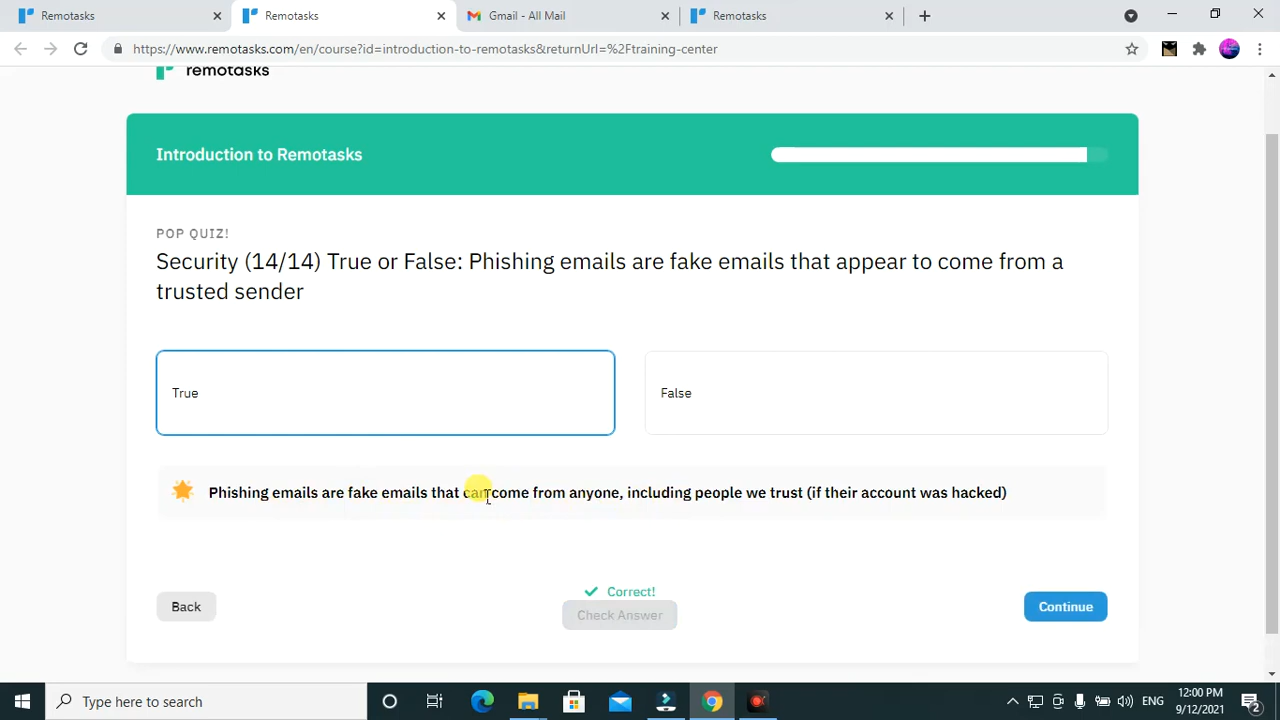 Remotasks
Remotasks
Gmail - All Mail
Remotasks
https://www.remotasks.com/en/course?id=introduction-to-remotasks&returnUrl=%2Ftraining-center
remotasks
Introduction to Remotasks
POP QUIZ!
Security (14/14) True or False: Phishing emails are fake emails that appear to come from a
trusted sender
True
False
Phishing emails are fake emails that can come from anyone, including people we trust (if their account was hacked)
Correct!
Back
Check Answer
Continue
Type here to search
ENG
12:00 PM
9/12/2021
2